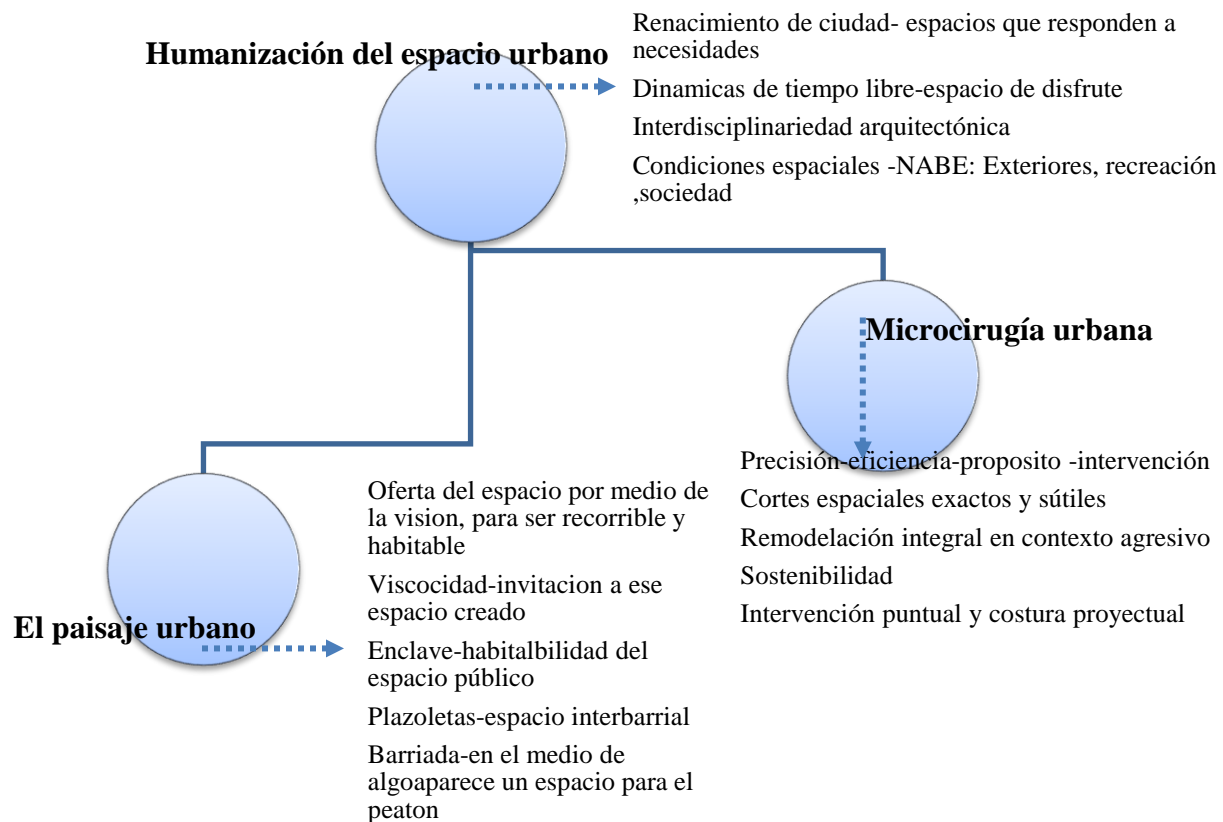 Humanización del espacio urbano
Renacimiento de ciudad- espacios que responden a
necesidades
Dinamicas de tiempo libre-espacio de disfrute
Interdisciplinariedad arquitectónica
Condiciones espaciales -NABE: Exteriores, recreación
,sociedad
Microcirugía urbana
Precisión-eficiencia-proposito -intervención
Cortes espaciales exactos y sútiles
Remodelación integral en contexto agresivo
Sostenibilidad
Intervención puntual y costura proyectual
El paisaje urbano
Oferta del espacio por medio de
la vision, para ser recorrible y
habitable
Viscocidad-invitacion a ese
espacio creado
Enclave-habitalbilidad del
espacio público
Plazoletas-espacio interbarrial
Barriada-en el medio de
algoaparece un espacio para el
peaton